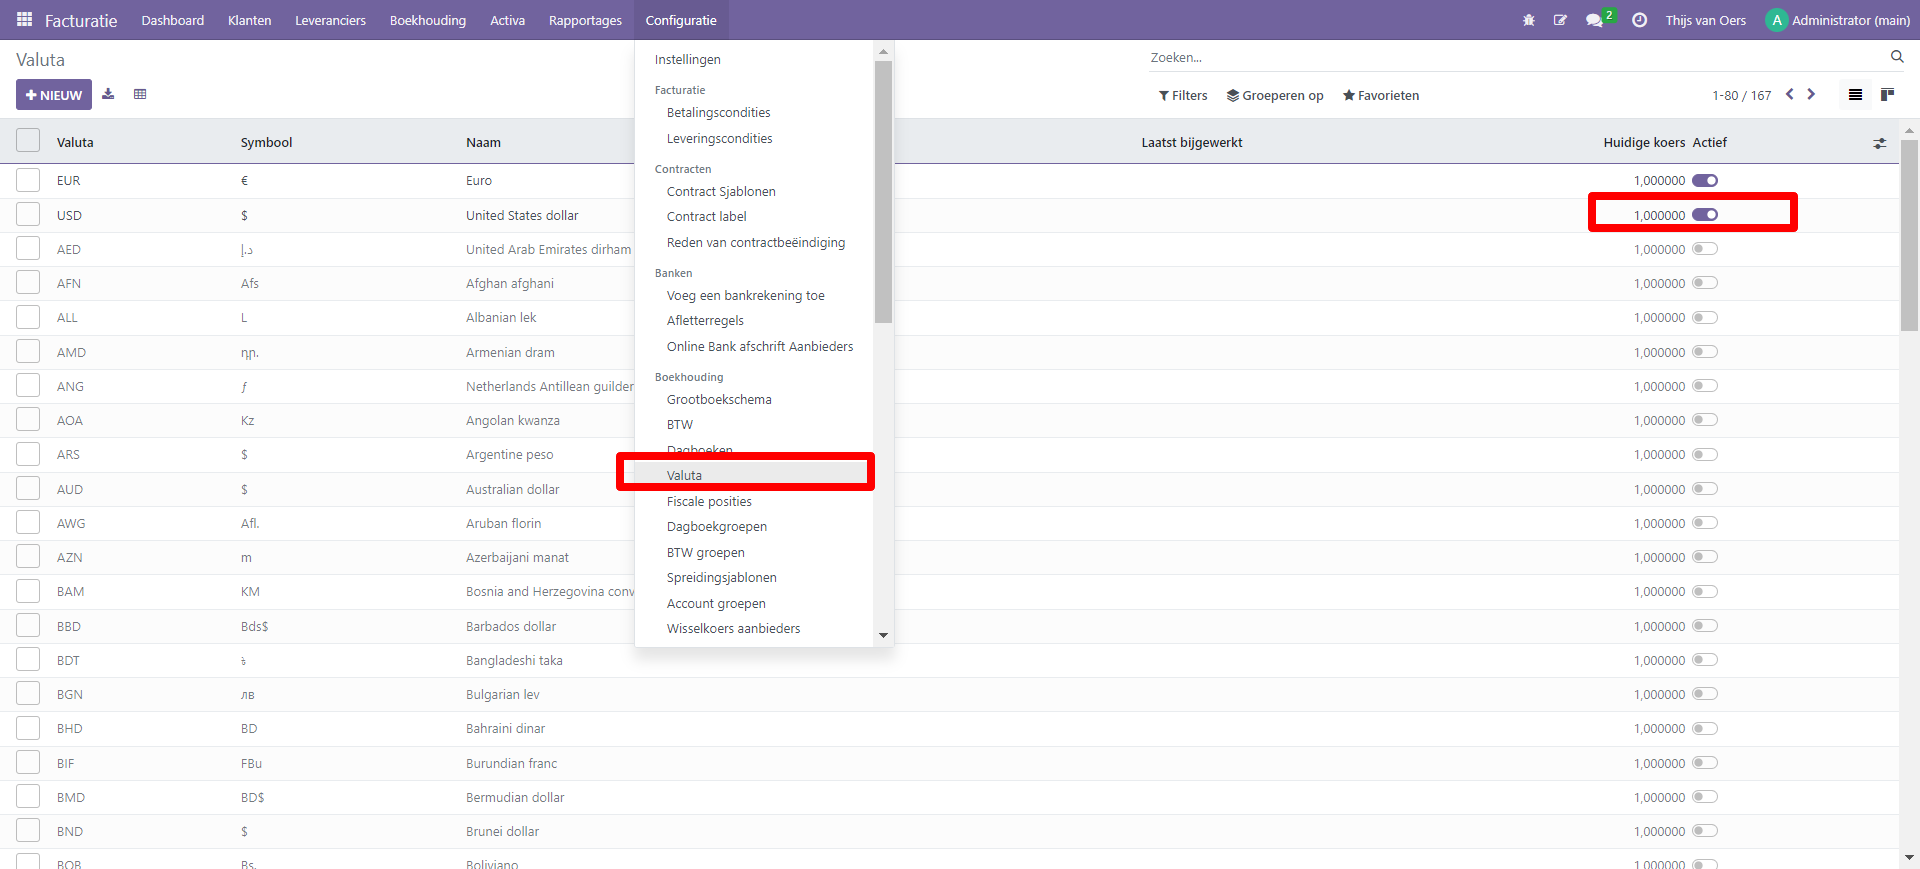 Facturatie Dashboard Klanten Leveranciers Boekhouding Activa Rapportages Configuratie 2 Thijs van Oers A Administrator (main)
Valuta
Zoeken...
NIEUW
Filters Groeperen op Favorieten 1-80 / 167
Instellingen
Facturatie
Betalingscondities
Leveringscondities
Contracten
Contract Sjablonen
Contract label
Reden van contractbeëindiging
Banken
Voeg een bankrekening toe
Afletterregels
Online Bank afschrift Aanbieders
Boekhouding
Grootboekschema
BTW
Dagboeken
Valuta
Fiscale posities
Dagboekgroepen
BTW groepen
Spreidingsjablonen
Account groepen
Wisselkoers aanbieders
Valuta Symbool Naam Laatst bijgewerkt Huidige koers Actief
EUR € Euro 1,000000
USD $ United States dollar 1,000000
AED د.إ United Arab Emirates dirham 1,000000
AFN Afs Afghan afghani 1,000000
ALL L Albanian lek 1,000000
AMD դր. Armenian dram 1,000000
ANG ƒ Netherlands Antillean guilder 1,000000
AOA Kz Angolan kwanza 1,000000
ARS $ Argentine peso 1,000000
AUD $ Australian dollar 1,000000
AWG Afl. Aruban florin 1,000000
AZN m Azerbaijani manat 1,000000
BAM KM Bosnia and Herzegovina conv 1,000000
BBD Bds$ Barbados dollar 1,000000
BDT ৳ Bangladeshi taka 1,000000
BGN лв Bulgarian lev 1,000000
BHD BD Bahraini dinar 1,000000
BIF FBu Burundian franc 1,000000
BMD BD$ Bermudian dollar 1,000000
BND $ Brunei dollar 1,000000
BOB Bs. Boliviano 1,000000